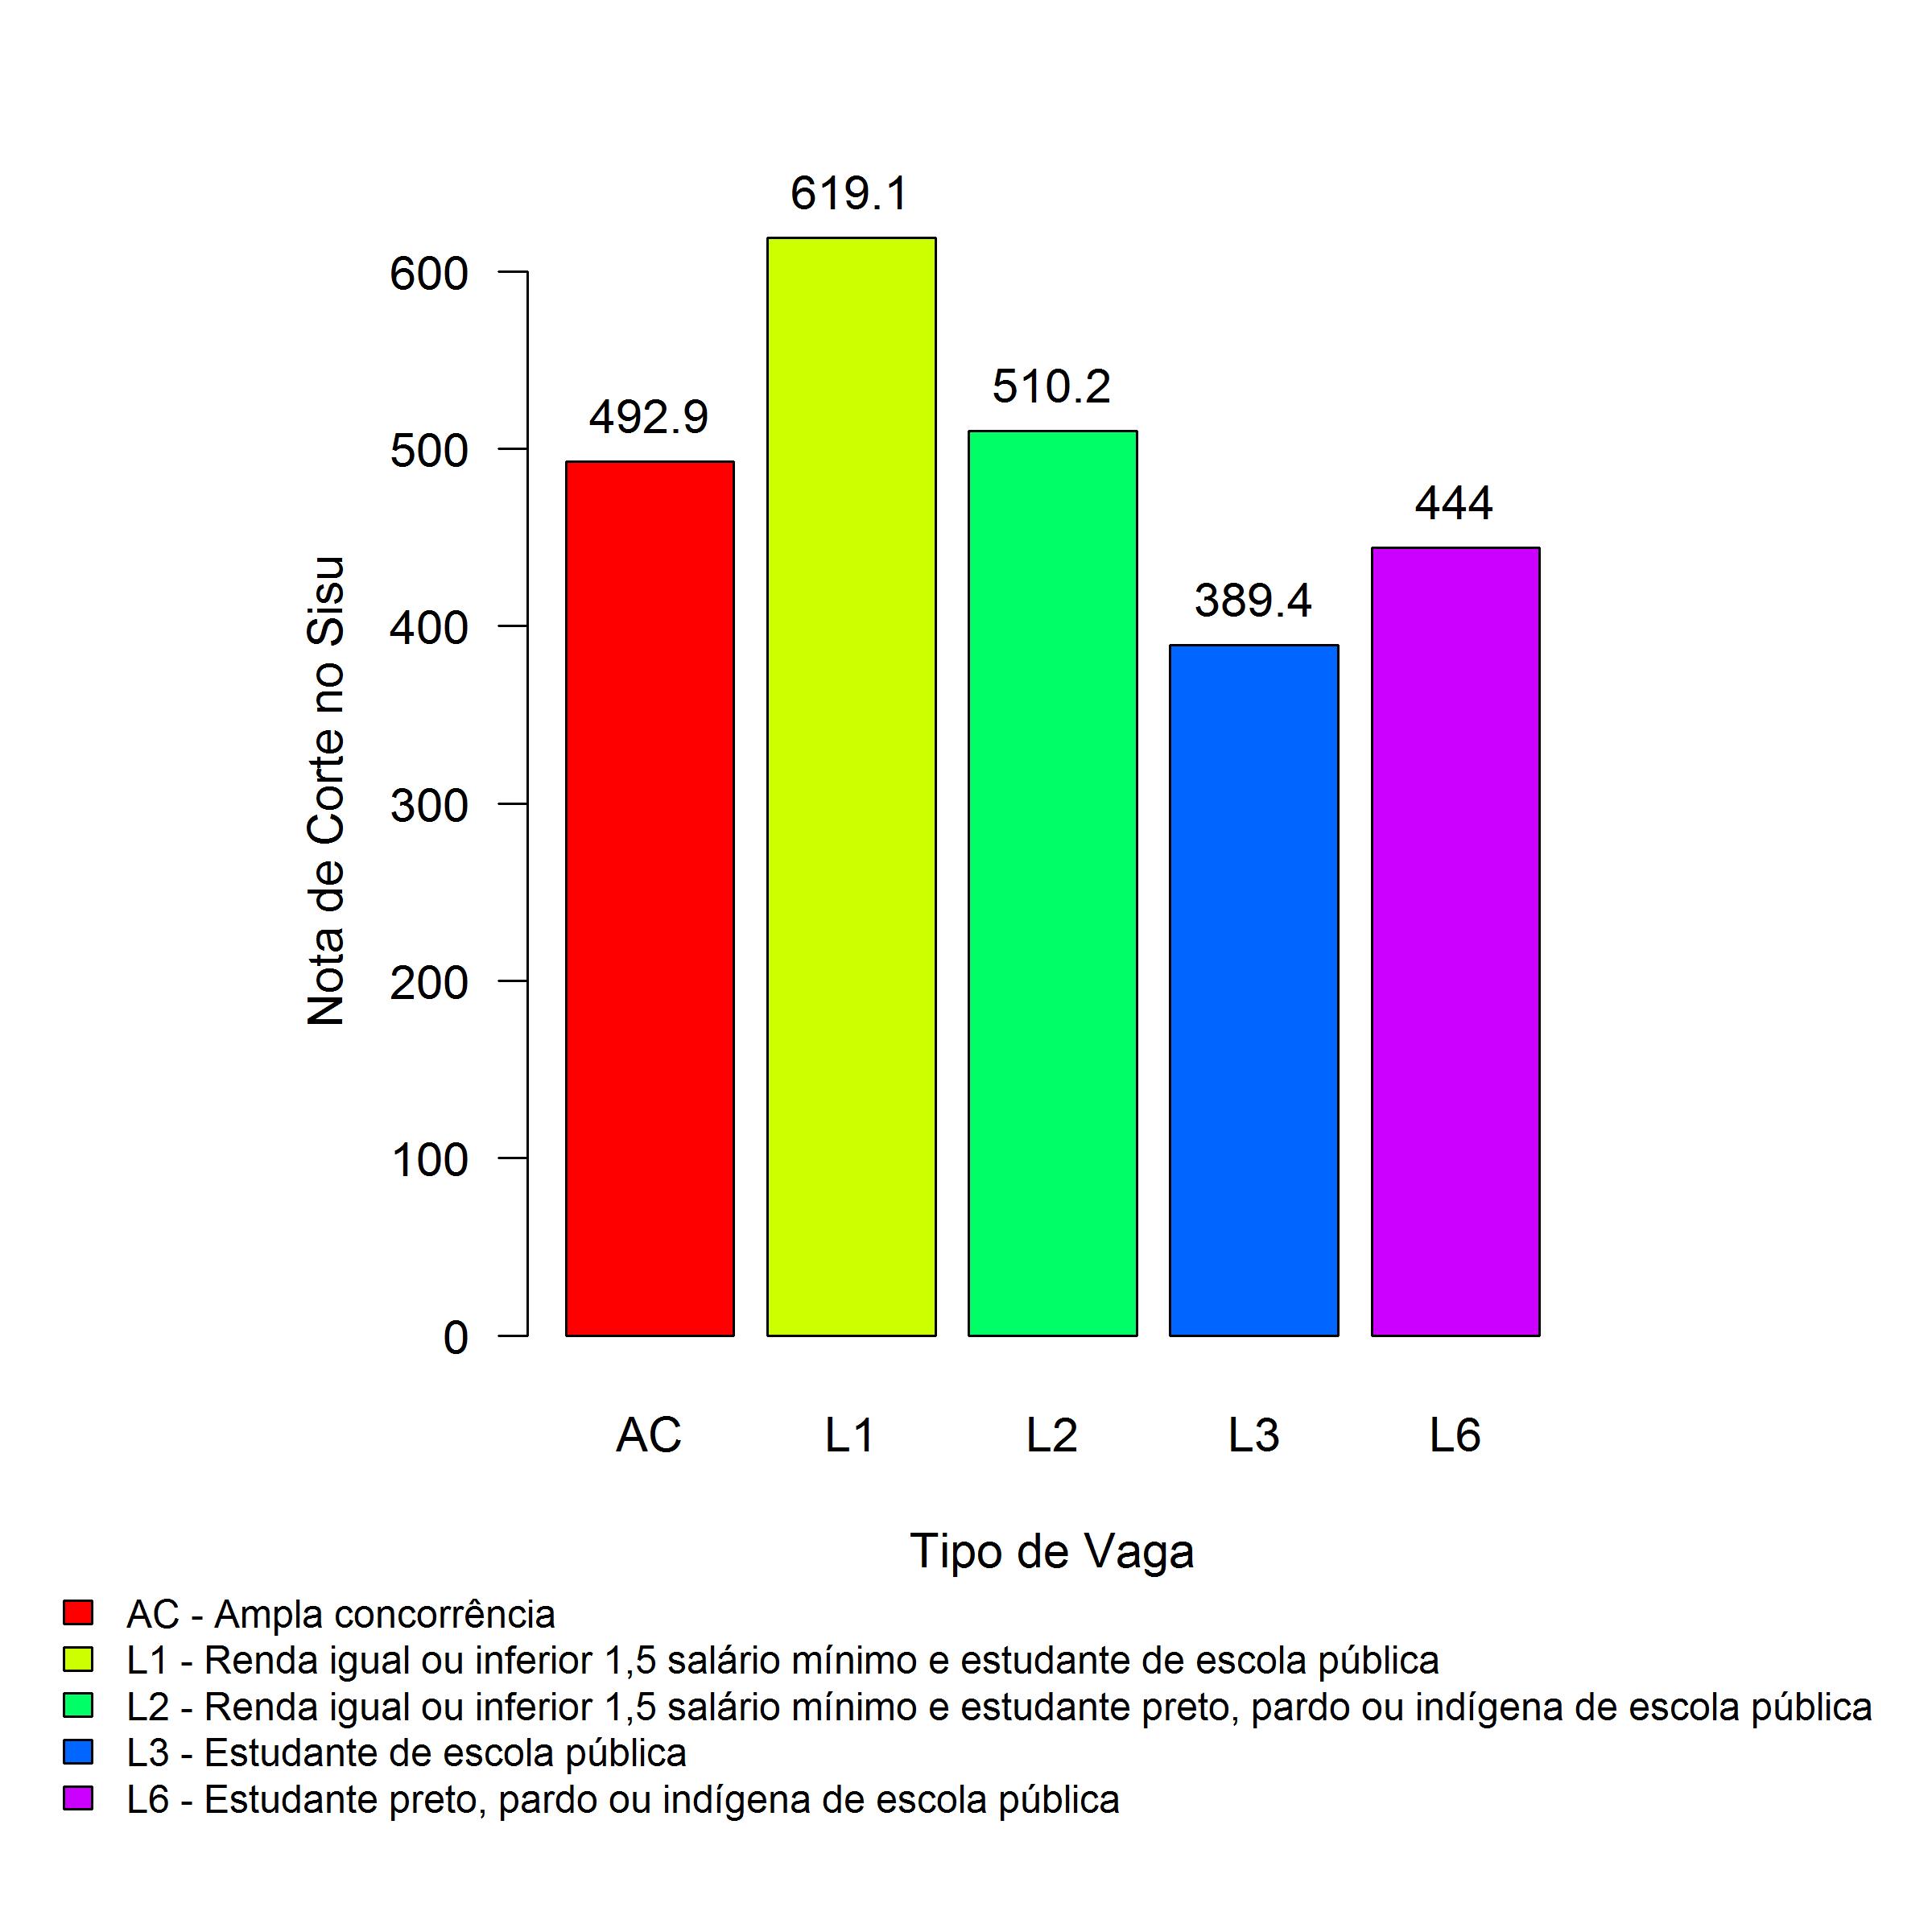 619.1
600
510.2
492.9
500
444
389.4
400
300
200
100
0
Nota de Corte no Sisu
AC L1 L2 L3 L6
Tipo de Vaga
AC - Ampla concorrência
L1 - Renda igual ou inferior 1,5 salário mínimo e estudante de escola pública
L2 - Renda igual ou inferior 1,5 salário mínimo e estudante preto, pardo ou indígena de escola pública
L3 - Estudante de escola pública
L6 - Estudante preto, pardo ou indígena de escola pública